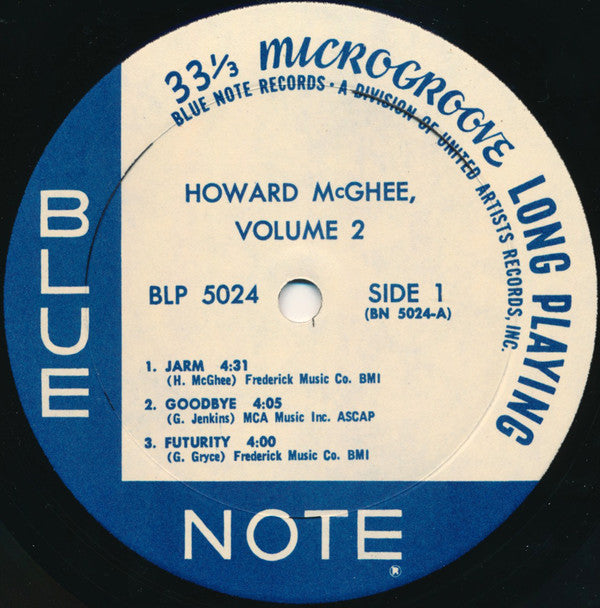 33⅓ MICROGROOVE LONG PLAYING
BLUE NOTE RECORDS · A DIVISION OF UNITED ARTISTS RECORDS, INC.
HOWARD McGHEE,
VOLUME 2
BLP 5024
SIDE 1
(BN 5024-A)
1. JARM 4:31
(H. McGhee) Frederick Music Co. BMI
2. GOODBYE 4:05
(G. Jenkins) MCA Music Inc. ASCAP
3. FUTURITY 4:00
(G. Gryce) Frederick Music Co. BMI
BLUE
NOTE
®